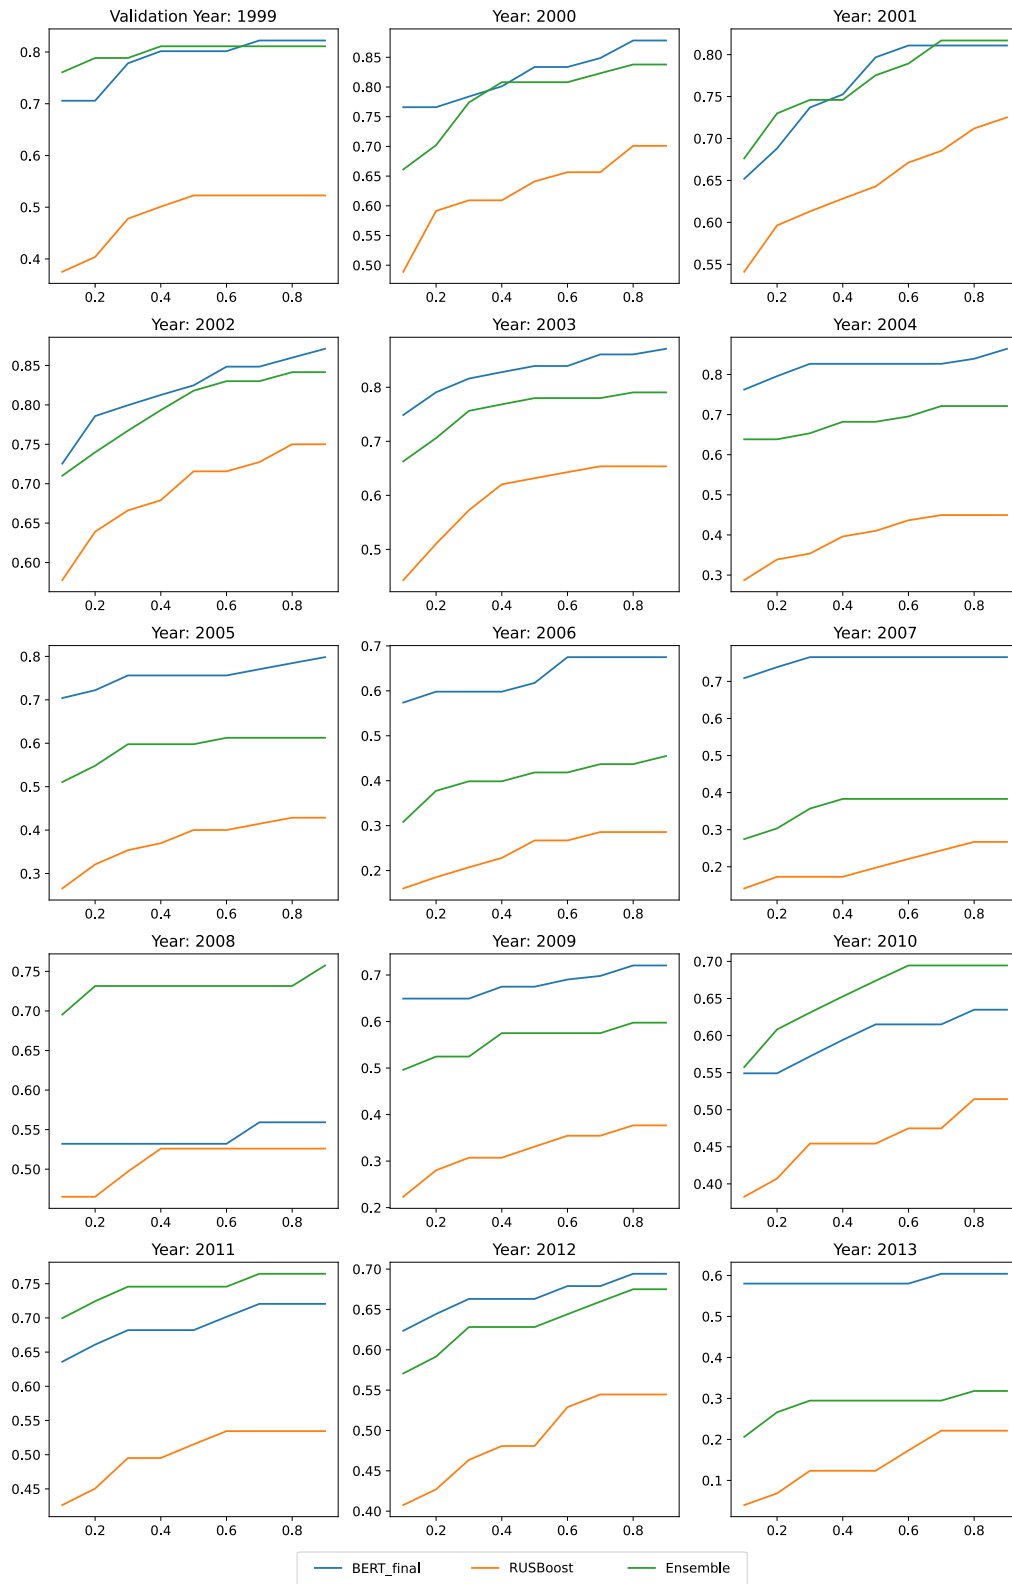 Validation Year: 1999
0.8
0.7
0.6
0.5
0.4
0.2 0.4 0.6 0.8
Year: 2000
0.85
0.80
0.75
0.70
0.65
0.60
0.55
0.50
0.2 0.4 0.6 0.8
Year: 2001
0.80
0.75
0.70
0.65
0.60
0.55
0.2 0.4 0.6 0.8
Year: 2002
0.85
0.80
0.75
0.70
0.65
0.60
0.2 0.4 0.6 0.8
Year: 2003
0.8
0.7
0.6
0.5
0.2 0.4 0.6 0.8
Year: 2004
0.8
0.7
0.6
0.5
0.4
0.3
0.2 0.4 0.6 0.8
Year: 2005
0.8
0.7
0.6
0.5
0.4
0.3
0.2 0.4 0.6 0.8
Year: 2006
0.7
0.6
0.5
0.4
0.3
0.2
0.2 0.4 0.6 0.8
Year: 2007
0.7
0.6
0.5
0.4
0.3
0.2
0.2 0.4 0.6 0.8
Year: 2008
0.75
0.70
0.65
0.60
0.55
0.50
0.2 0.4 0.6 0.8
Year: 2009
0.7
0.6
0.5
0.4
0.3
0.2
0.2 0.4 0.6 0.8
Year: 2010
0.70
0.65
0.60
0.55
0.50
0.45
0.40
0.2 0.4 0.6 0.8
Year: 2011
0.75
0.70
0.65
0.60
0.55
0.50
0.45
0.2 0.4 0.6 0.8
Year: 2012
0.70
0.65
0.60
0.55
0.50
0.45
0.40
0.2 0.4 0.6 0.8
Year: 2013
0.6
0.5
0.4
0.3
0.2
0.1
0.2 0.4 0.6 0.8
BERT_final RUSBoost Ensemble